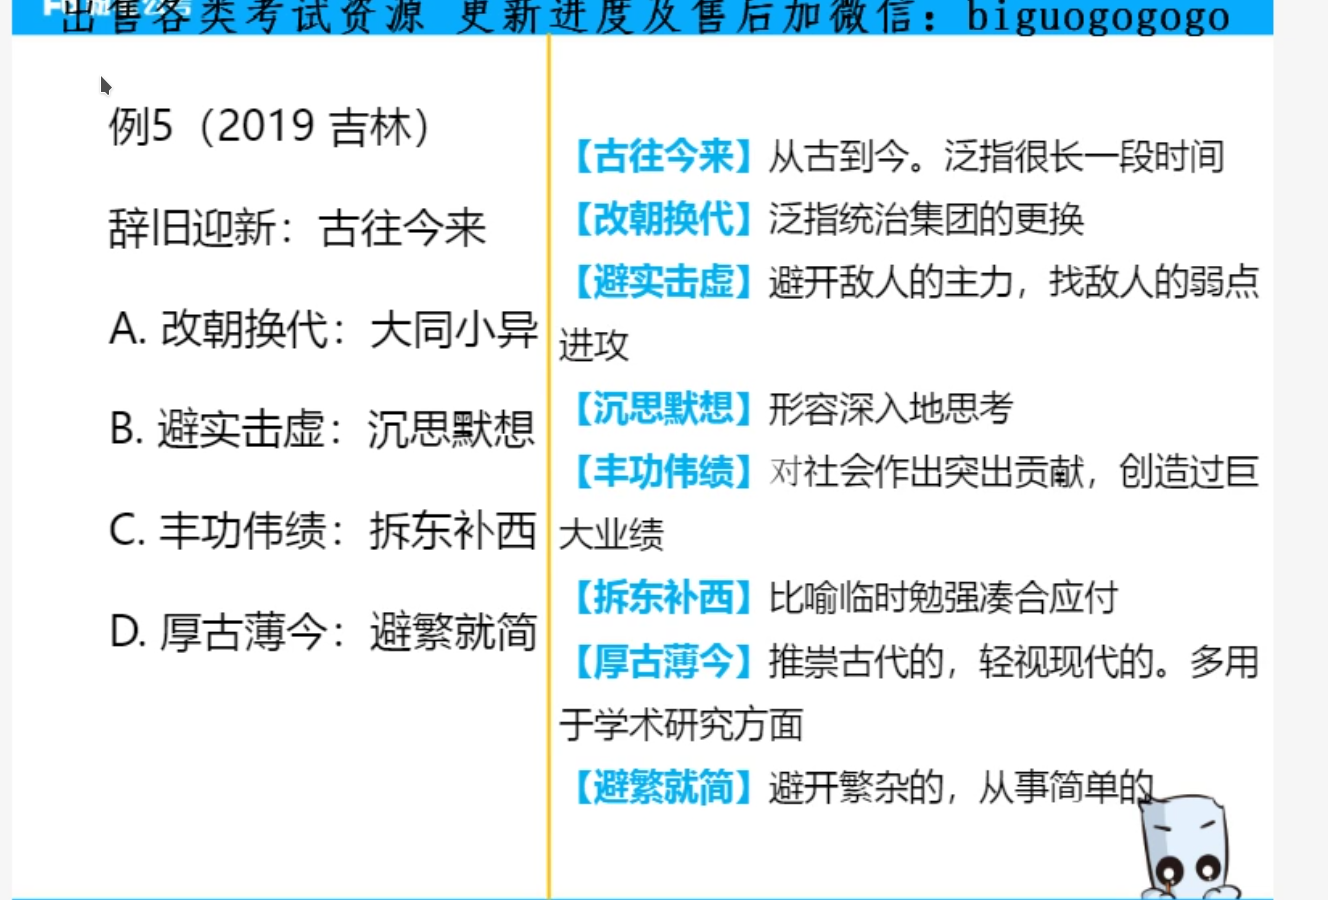 出售各类考试资源 更新进度及售后加微信：biguogogogo
例5（2019 吉林）
辞旧迎新：古往今来
A. 改朝换代：大同小异
B. 避实击虚：沉思默想
C. 丰功伟绩：拆东补西
D. 厚古薄今：避繁就简
【古往今来】从古到今。泛指很长一段时间
【改朝换代】泛指统治集团的更换
【避实击虚】避开敌人的主力，找敌人的弱点
进攻
【沉思默想】形容深入地思考
【丰功伟绩】对社会作出突出贡献，创造过巨
大业绩
【拆东补西】比喻临时勉强凑合应付
【厚古薄今】推崇古代的，轻视现代的。多用
于学术研究方面
【避繁就简】避开繁杂的，从事简单的